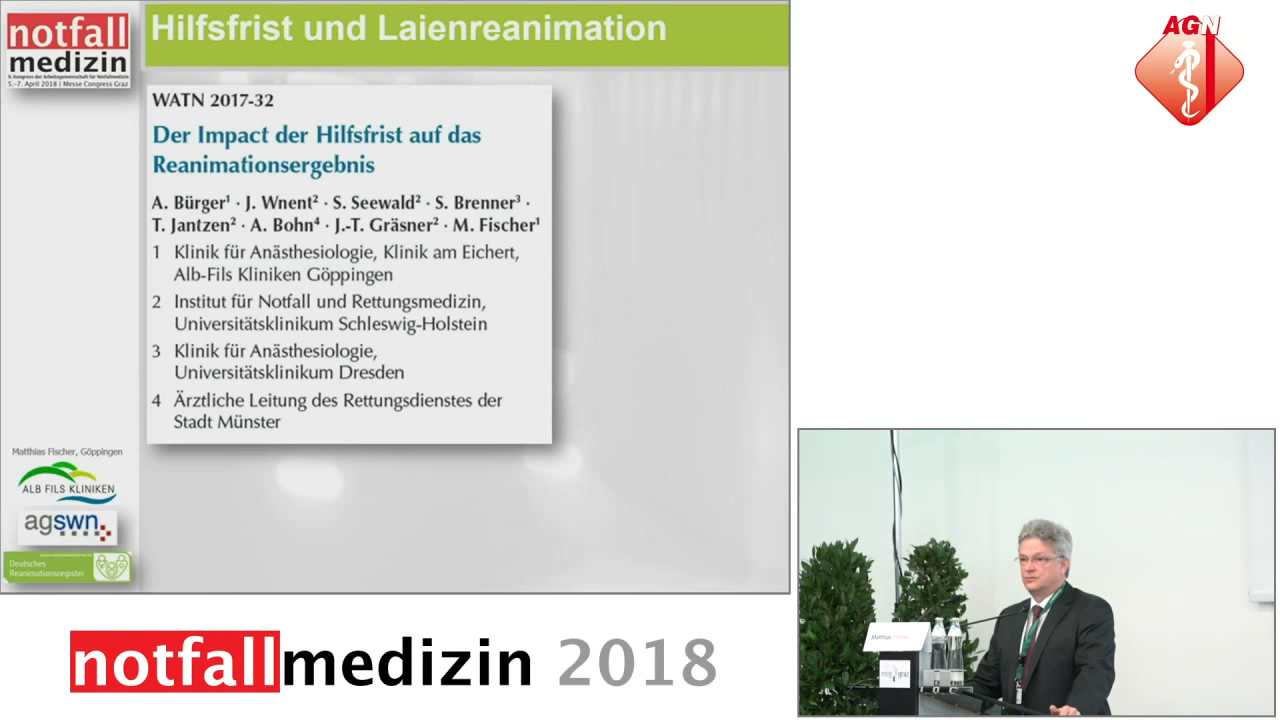 notfall
medizin
5.-7. April 2018 | Messe Congress Graz
Hilfsfrist und Laienreanimation
WATN 2017-32
Der Impact der Hilfsfrist auf das
Reanimationsergebnis
A. Bürger¹ · J. Wnent² · S. Seewald² · S. Brenner³ ·
T. Jantzen² · A. Bohn⁴ · J.-T. Gräsner² · M. Fischer¹
1 Klinik für Anästhesiologie, Klinik am Eichert,
Alb-Fils Kliniken Göppingen
2 Institut für Notfall und Rettungsmedizin,
Universitätsklinikum Schleswig-Holstein
3 Klinik für Anästhesiologie,
Universitätsklinikum Dresden
4 Ärztliche Leitung des Rettungsdienstes der
Stadt Münster
Matthias Fischer, Göppingen
ALB FILS KLINIKEN
agswn
Deutsches
Reanimationsregister
AGN
Matthias
graz
notfallmedizin 2018